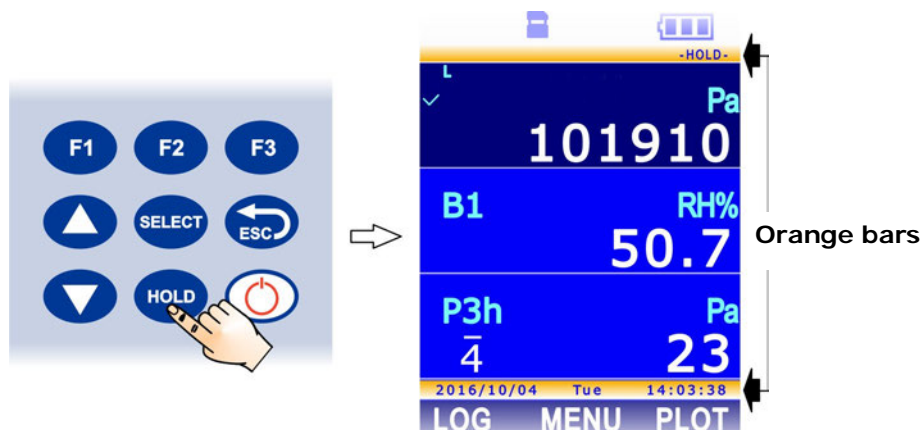 F1 F2 F3
SELECT ESC
HOLD
-HOLD-
L
Pa
101910
B1 RH%
50.7
P3h Pa
4̅ 23
2016/10/04 Tue 14:03:38
LOG MENU PLOT
Orange bars